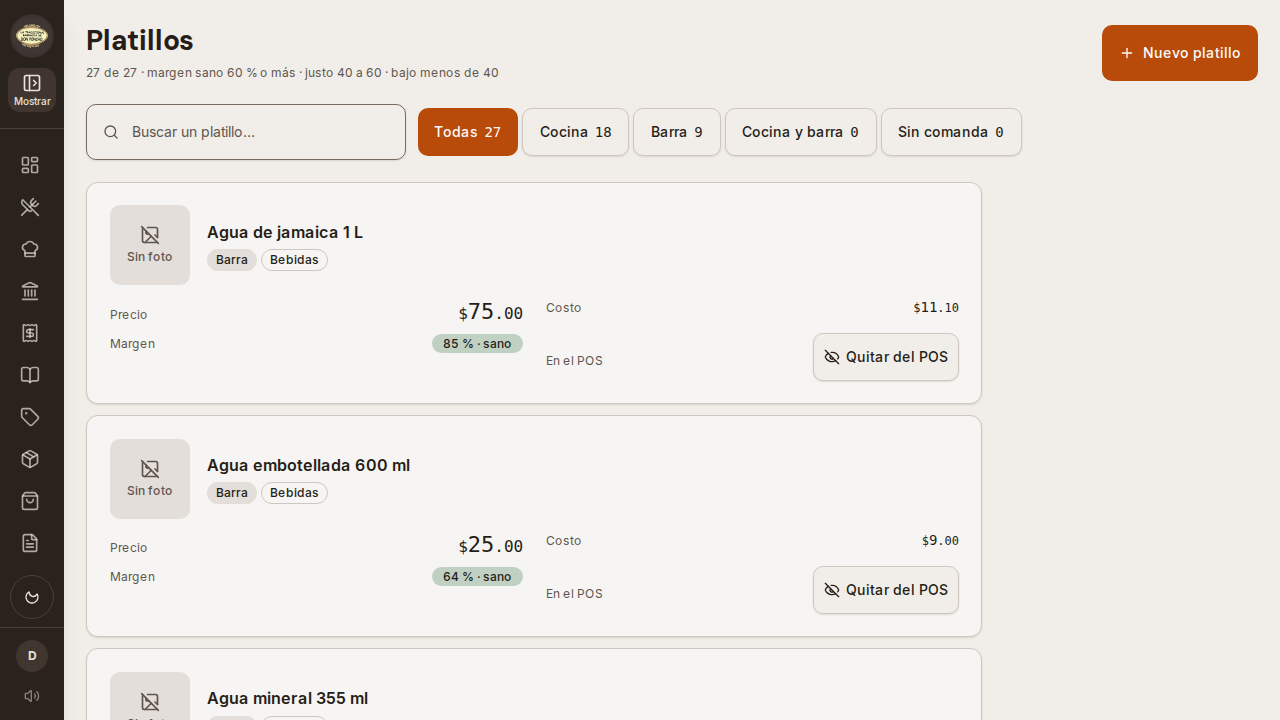 Mostrar
D
Platillos
27 de 27 · margen sano 60 % o más · justo 40 a 60 · bajo menos de 40
+ Nuevo platillo
Buscar un platillo...
Todas 27
Cocina 18
Barra 9
Cocina y barra 0
Sin comanda 0
Sin foto
Agua de jamaica 1 L
Barra
Bebidas
Precio
$75.00
Costo
$11.10
Margen
85 % · sano
En el POS
Quitar del POS
Sin foto
Agua embotellada 600 ml
Barra
Bebidas
Precio
$25.00
Costo
$9.00
Margen
64 % · sano
En el POS
Quitar del POS
Agua mineral 355 ml